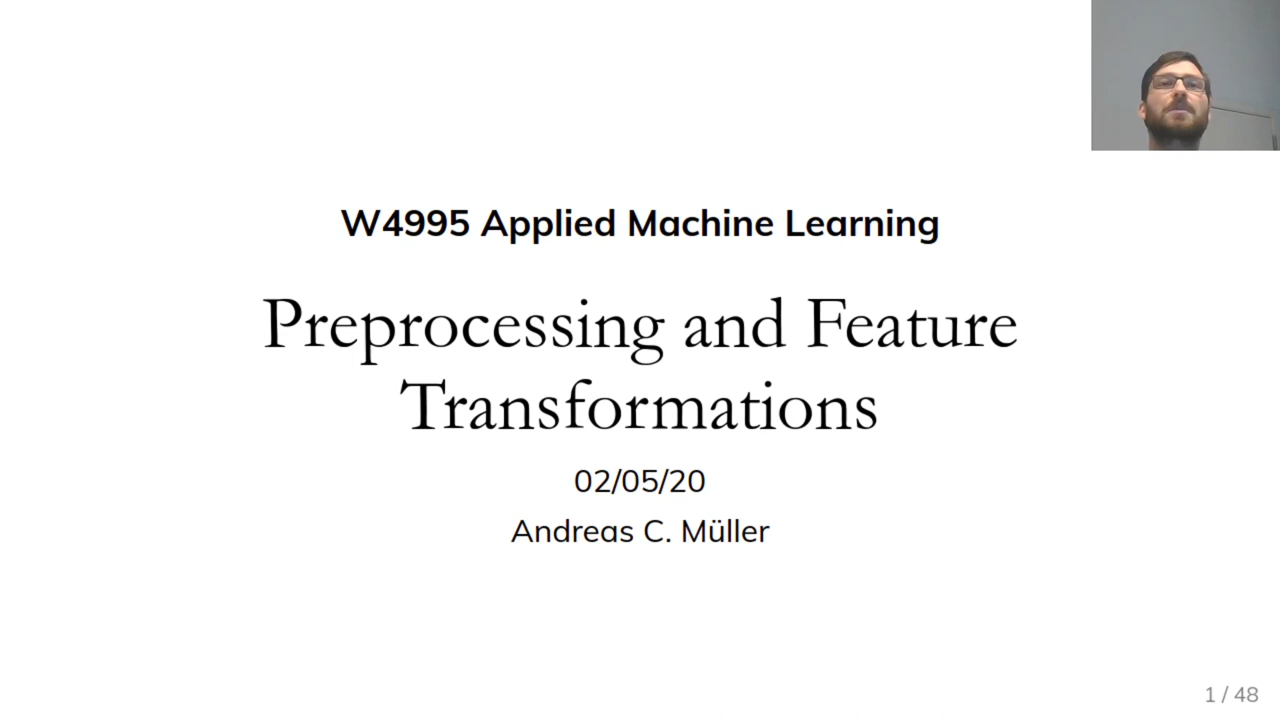 W4995 Applied Machine Learning
Preprocessing and Feature
Transformations
02/05/20
Andreas C. Müller
1 / 48